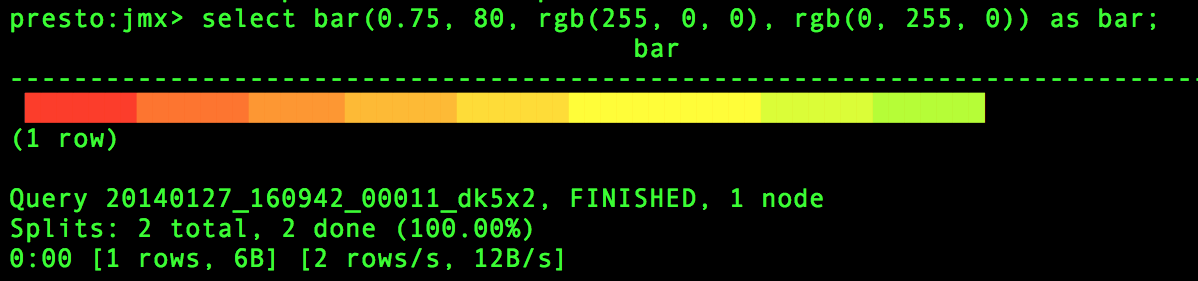 presto:jmx> select bar(0.75, 80, rgb(255, 0, 0), rgb(0, 255, 0)) as bar;
bar
---------------------------------------------------------------------------
(1 row)
Query 20140127_160942_00011_dk5x2, FINISHED, 1 node
Splits: 2 total, 2 done (100.00%)
0:00 [1 rows, 6B] [2 rows/s, 12B/s]